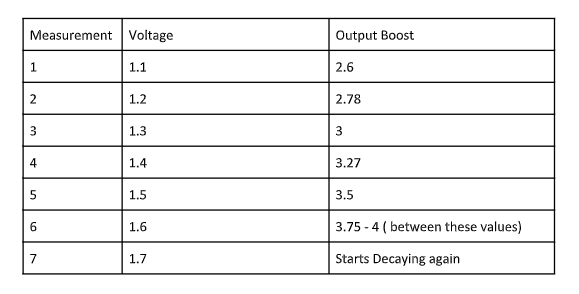 Measurement Voltage Output Boost
1 1.1 2.6
2 1.2 2.78
3 1.3 3
4 1.4 3.27
5 1.5 3.5
6 1.6 3.75 - 4 ( between these values)
7 1.7 Starts Decaying again